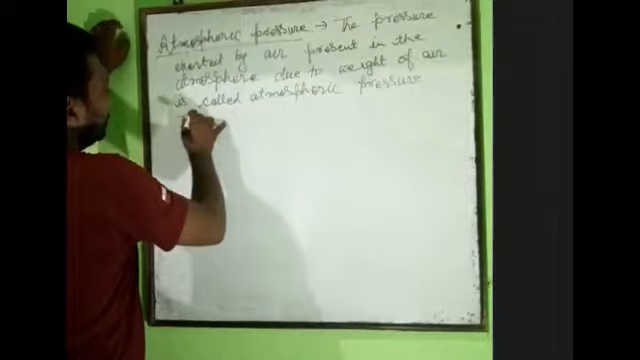 Atmospheric pressure → The pressure
exerted by air present in the
atmosphere due to weight of air
is called atmospheric pressure